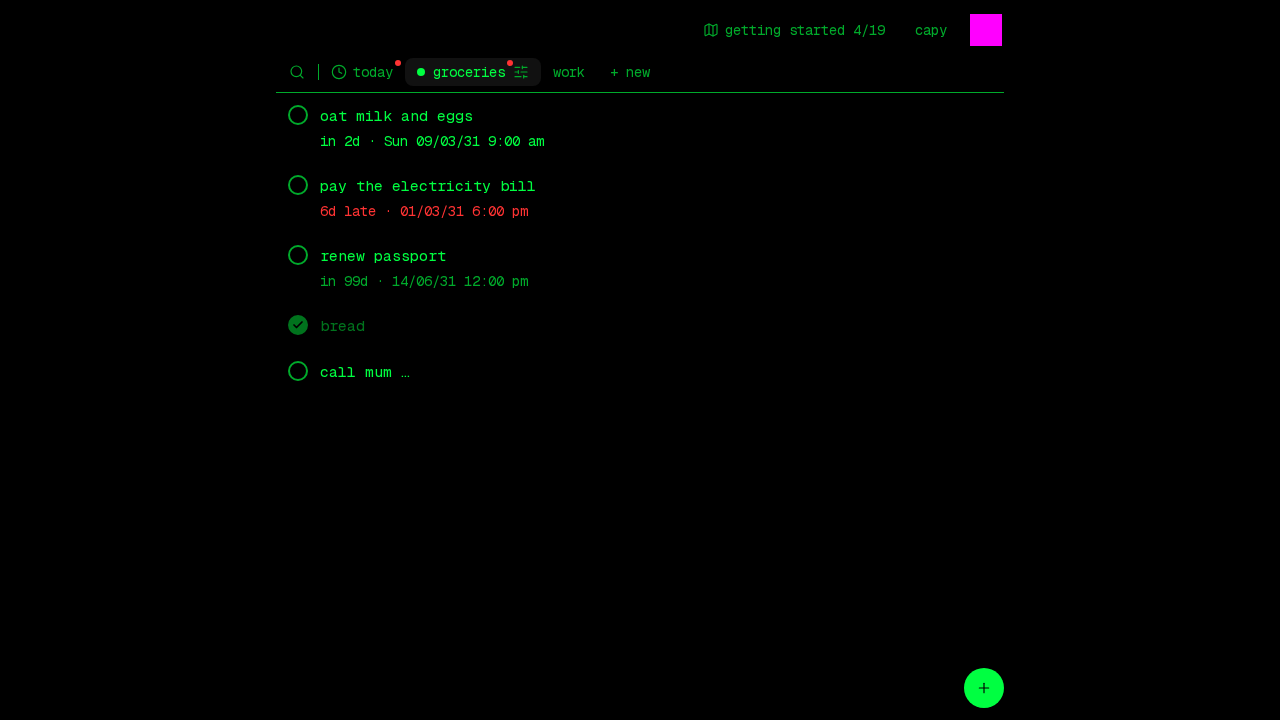 getting started 4/19
capy
today
groceries
work
+ new
oat milk and eggs
in 2d · Sun 09/03/31 9:00 am
pay the electricity bill
6d late · 01/03/31 6:00 pm
renew passport
in 99d · 14/06/31 12:00 pm
bread
call mum …